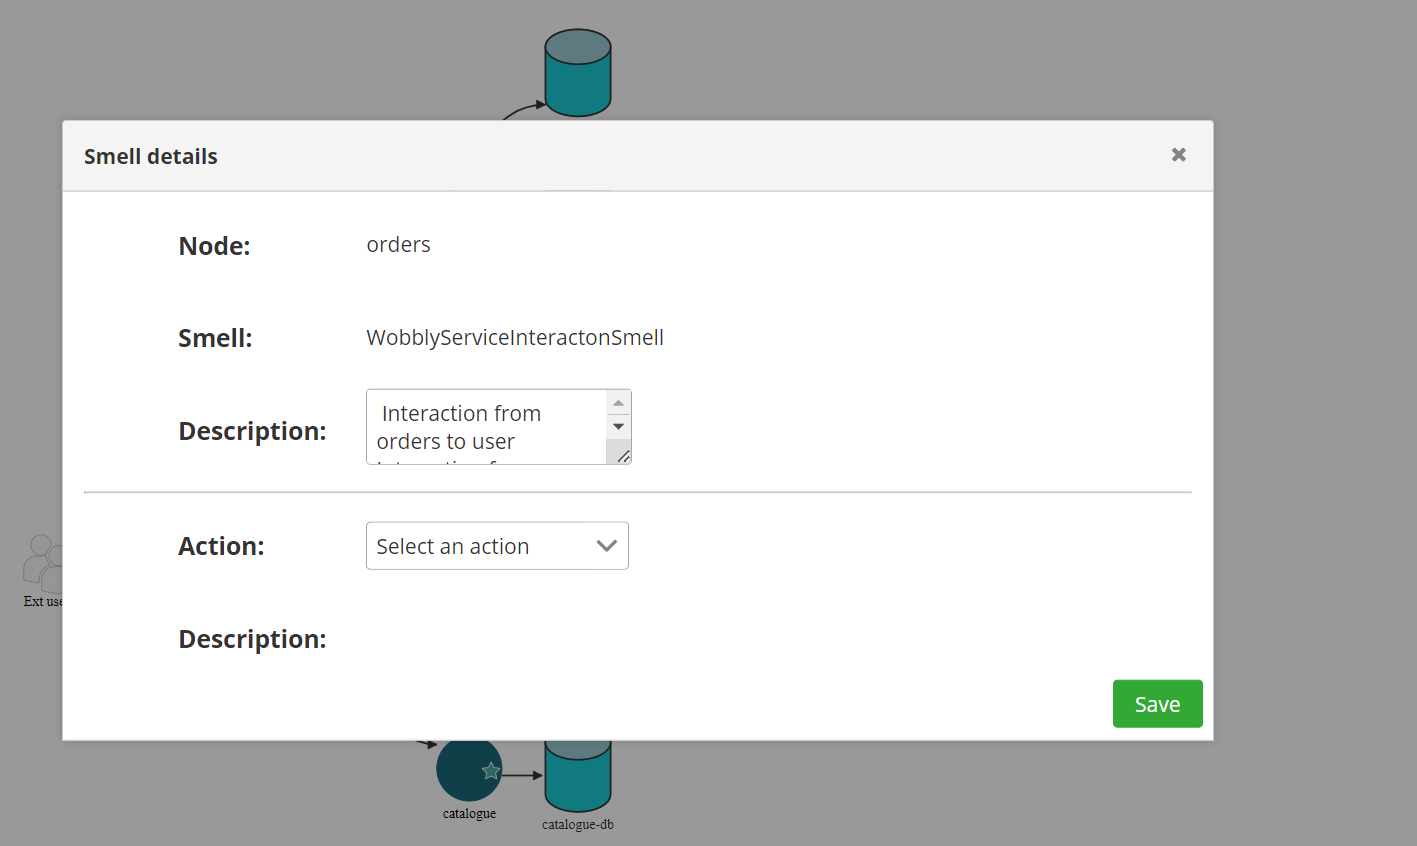 Smell details
Node:
orders
Smell:
WobblyServiceInteractonSmell
Description:
Interaction from
orders to user
Action:
Select an action
Ext use
Description:
Save
catalogue
catalogue-db